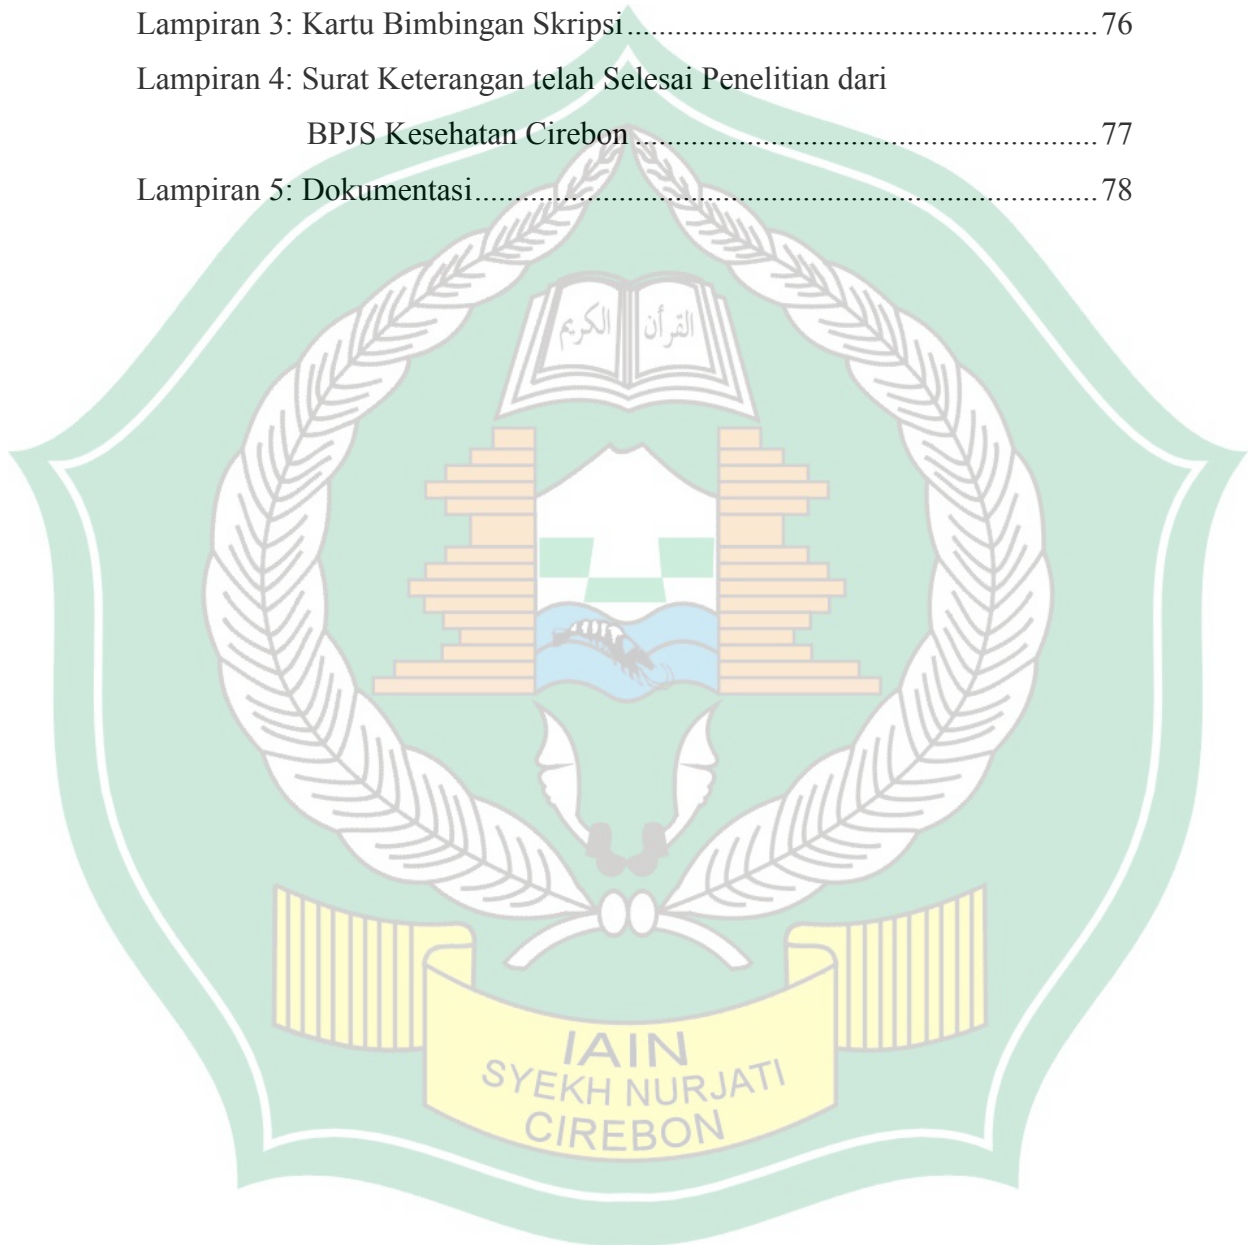 Lampiran 3: Kartu Bimbingan Skripsi............................................................76
Lampiran 4: Surat Keterangan telah Selesai Penelitian dari
BPJS Kesehatan Cirebon...........................................................77
Lampiran 5: Dokumentasi...............................................................................78
القرأن الكريم
IAIN
SYEKH NURJATI
CIREBON